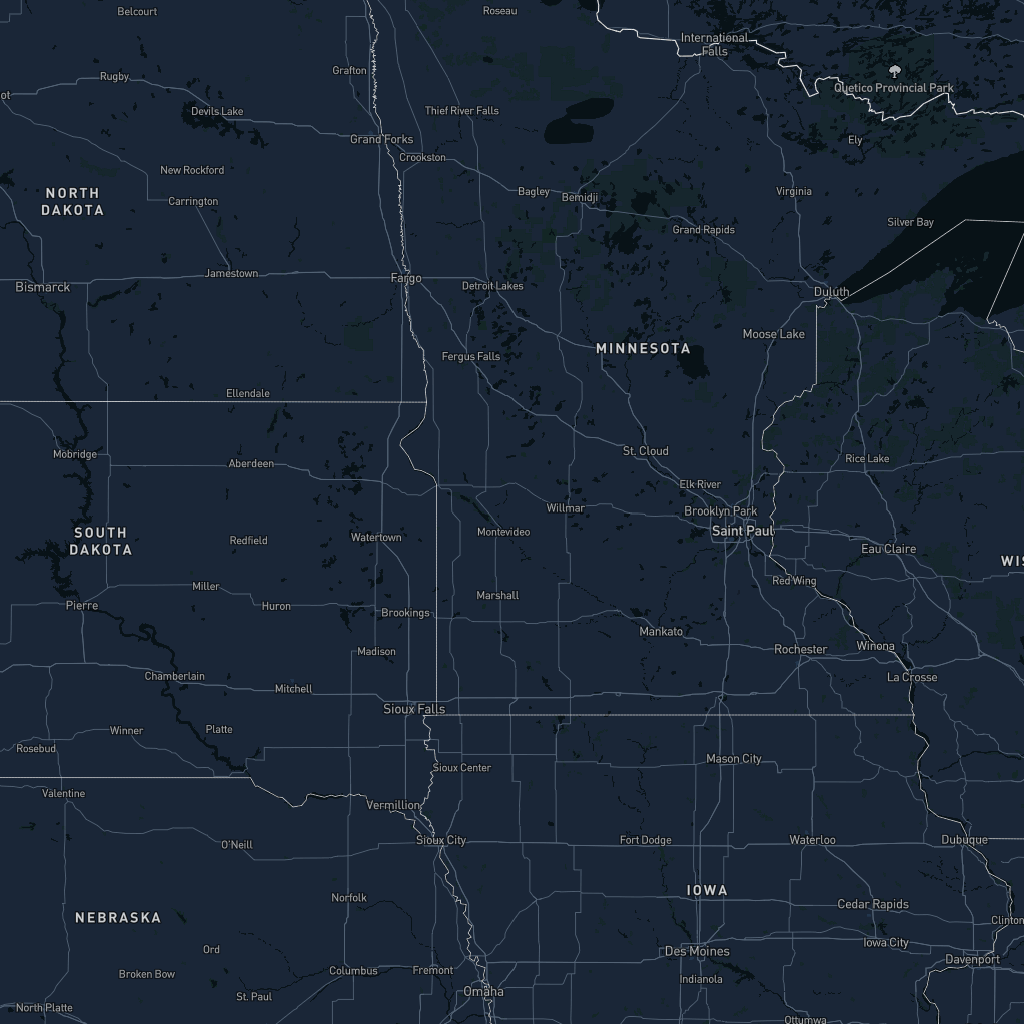 Belcourt
Roseau
International
Falls
Grafton
Rugby
Quetico Provincial Park
ot
Devils Lake
Thief River Falls
Grand Forks
Ely
Crookston
New Rockford
Bagley
Bemidji
Virginia
NORTH
DAKOTA
Carrington
Silver Bay
Grand Rapids
Jamestown
Fargo
Bismarck
Detroit Lakes
Duluth
Moose Lake
MINNESOTA
Fergus Falls
Ellendale
Mobridge
Aberdeen
St. Cloud
Rice Lake
Elk River
Willmar
Brooklyn Park
Saint Paul
SOUTH
DAKOTA
Redfield
Watertown
Montevideo
Eau Claire
WIS
Red Wing
Miller
Marshall
Pierre
Huron
Brookings
Mankato
Madison
Rochester
Winona
Chamberlain
La Crosse
Mitchell
Sioux Falls
Winner
Platte
Rosebud
Mason City
Sioux Center
Valentine
Vermillion
O'Neill
Sioux City
Fort Dodge
Waterloo
Dubuque
Norfolk
IOWA
Cedar Rapids
NEBRASKA
Clinton
Ord
Iowa City
Des Moines
Davenport
Broken Bow
Columbus
Fremont
Indianola
Omaha
St. Paul
North Platte
Ottumwa